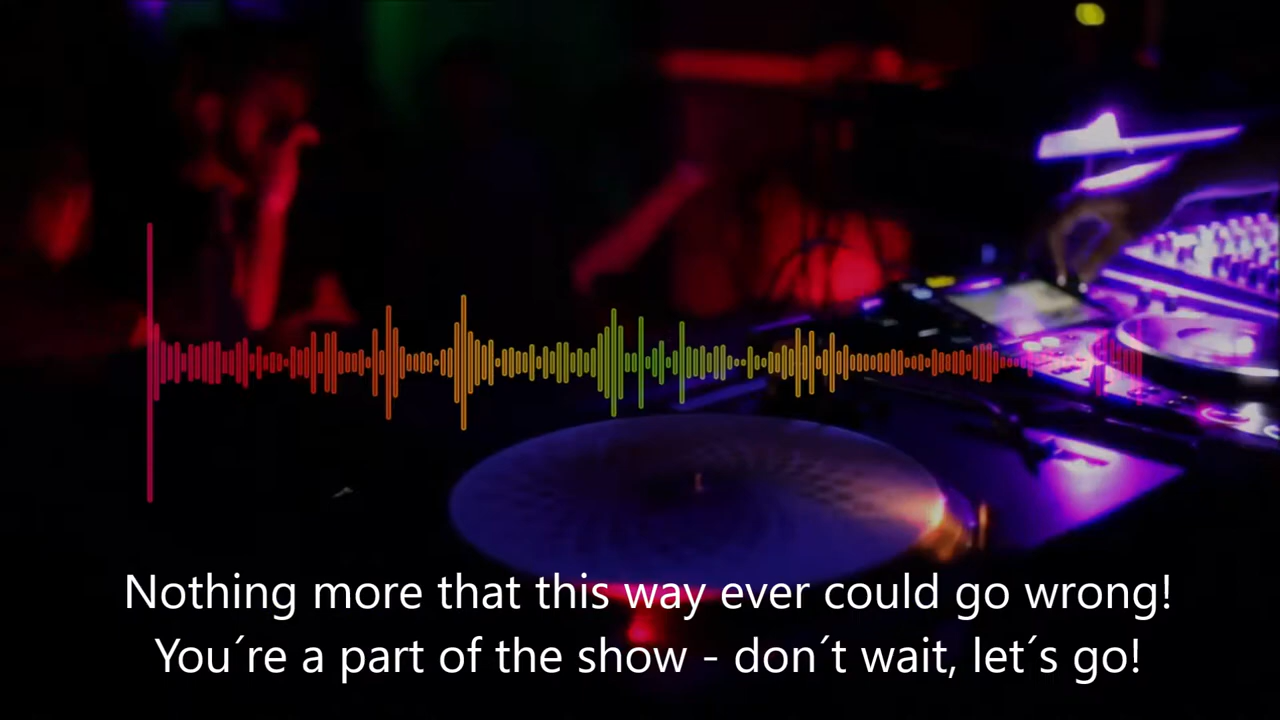 Nothing more that this way ever could go wrong!
You´re a part of the show - don´t wait, let´s go!